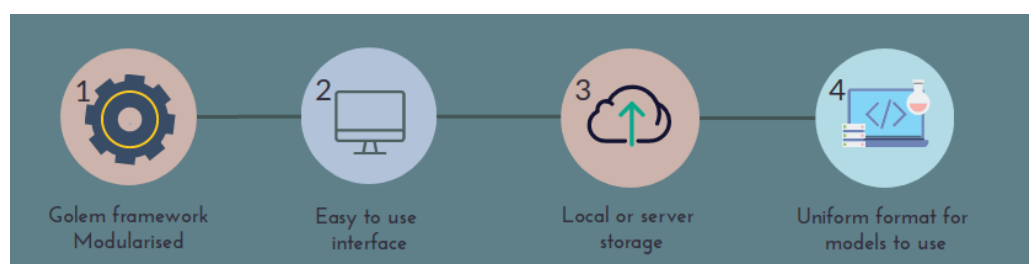 1
2
3
4
</>
Golem framework
Modularised
Easy to use
interface
Local or server
storage
Uniform format for
models to use